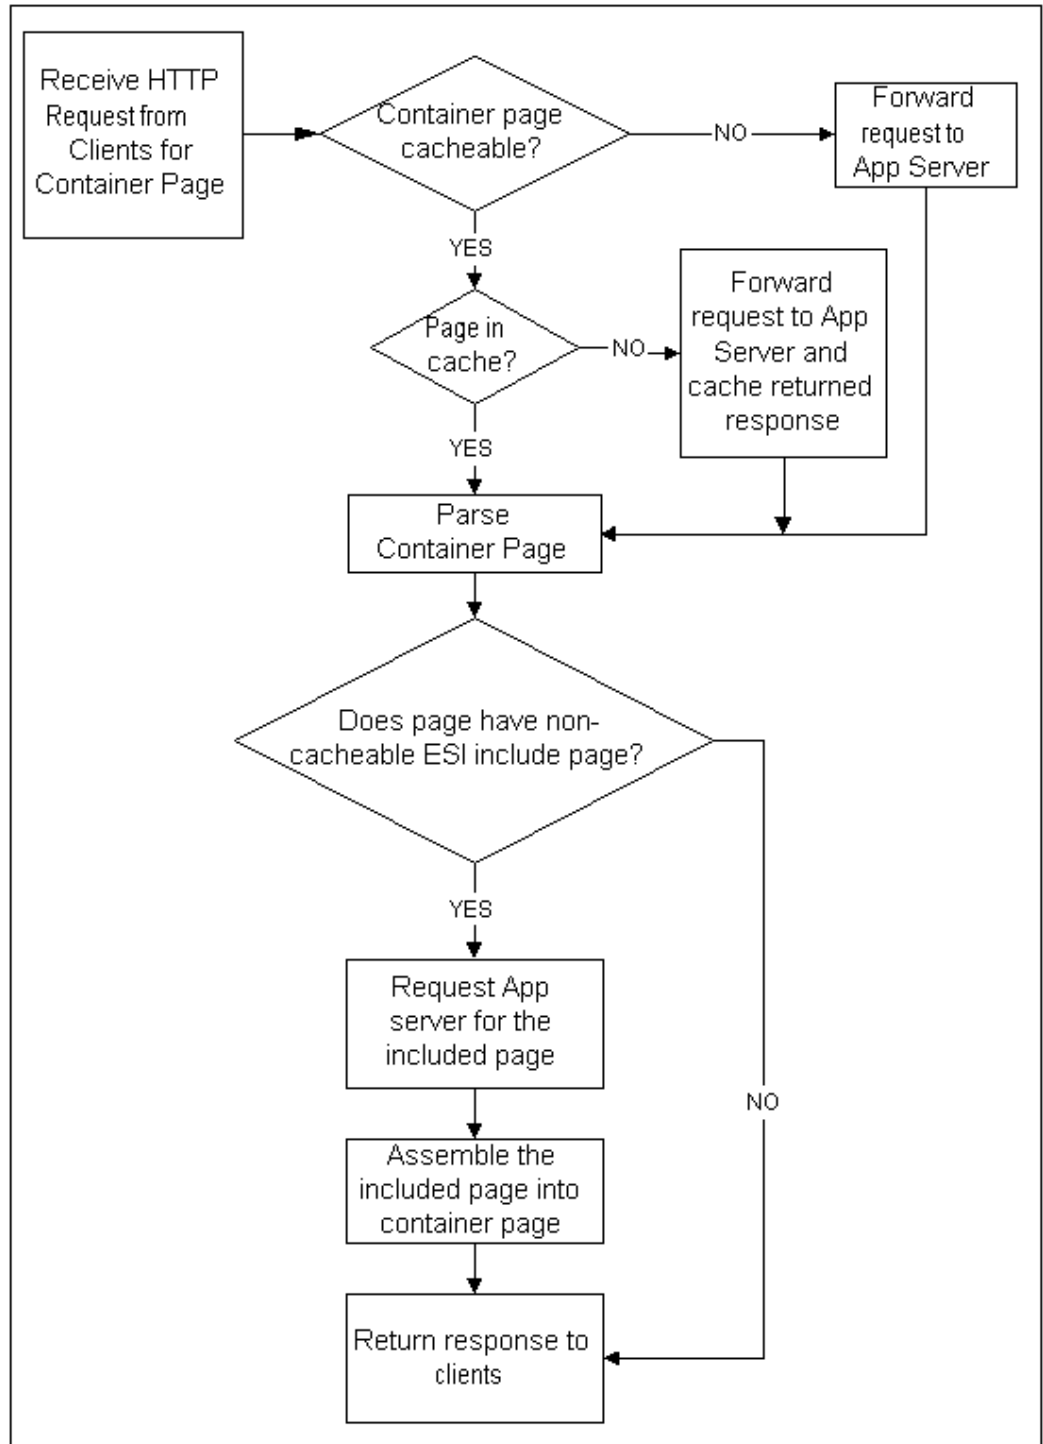 Receive HTTP
Request from
Clients for
Container Page
Container page
cacheable?
NO
Forward
request to
App Server
YES
Page in
cache?
NO
Forward
request to App
Server and
cache returned
response
YES
Parse
Container Page
Does page have non-
cacheable ESI include page?
YES
Request App
server for the
included page
NO
Assemble the
included page into
container page
Return response to
clients